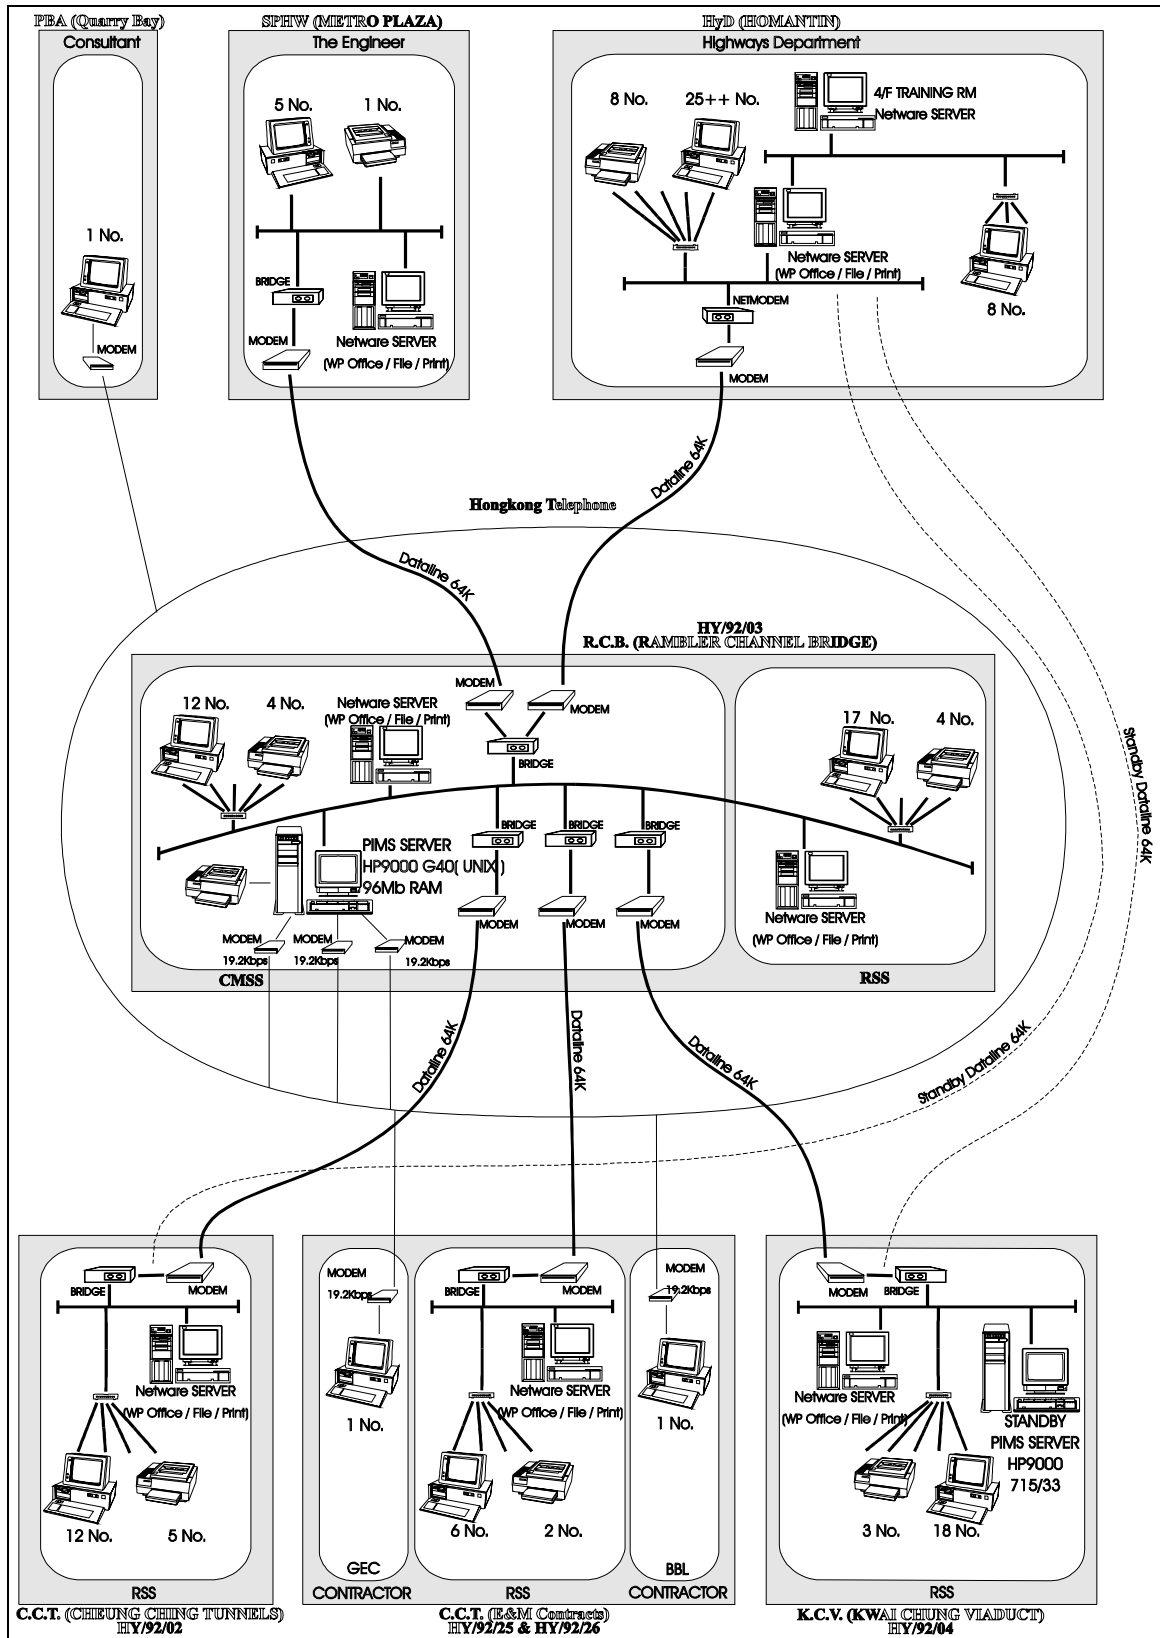 PBA (Quarry Bay)
Consultant
1 No.
MODEM
SPHW (METRO PLAZA)
The Engineer
5 No.
1 No.
BRIDGE
MODEM
Netware SERVER
(WP Office / File / Print)
HyD (HOMANTIN)
Highways Department
8 No.
25++ No.
4/F TRAINING RM
Netware SERVER
Netware SERVER
(WP Office / File / Print)
8 No.
NETMODEM
MODEM
Dataline 64K
Hongkong Telephone
Dataline 64K
HY/92/03
R.C.B. (RAMBLER CHANNEL BRIDGE)
12 No.
4 No.
Netware SERVER
(WP Office / File / Print)
MODEM
MODEM
BRIDGE
17 No.
4 No.
BRIDGE
BRIDGE
BRIDGE
PIMS SERVER
HP9000 G40( UNIX )
96Mb RAM
MODEM
MODEM
MODEM
MODEM
19.2Kbps
MODEM
19.2Kbps
MODEM
19.2Kbps
CMSS
Netware SERVER
(WP Office / File / Print)
RSS
Standby Dataline 64K
Standby Dataline 64K
Dataline 64K
Dataline 64K
Dataline 64K
BRIDGE
MODEM
Netware SERVER
(WP Office / File / Print)
12 No.
5 No.
RSS
C.C.T. (CHEUNG CHING TUNNELS)
HY/92/02
MODEM
19.2Kbps
1 No.
GEC
CONTRACTOR
BRIDGE
MODEM
Netware SERVER
(WP Office / File / Print)
6 No.
2 No.
RSS
MODEM
19.2Kbps
1 No.
BBL
CONTRACTOR
C.C.T. (E&M Contracts)
HY/92/25 & HY/92/26
MODEM
BRIDGE
Netware SERVER
(WP Office / File / Print)
STANDBY
PIMS SERVER
HP9000
715/33
3 No.
18 No.
RSS
K.C.V. (KWAI CHUNG VIADUCT)
HY/92/04